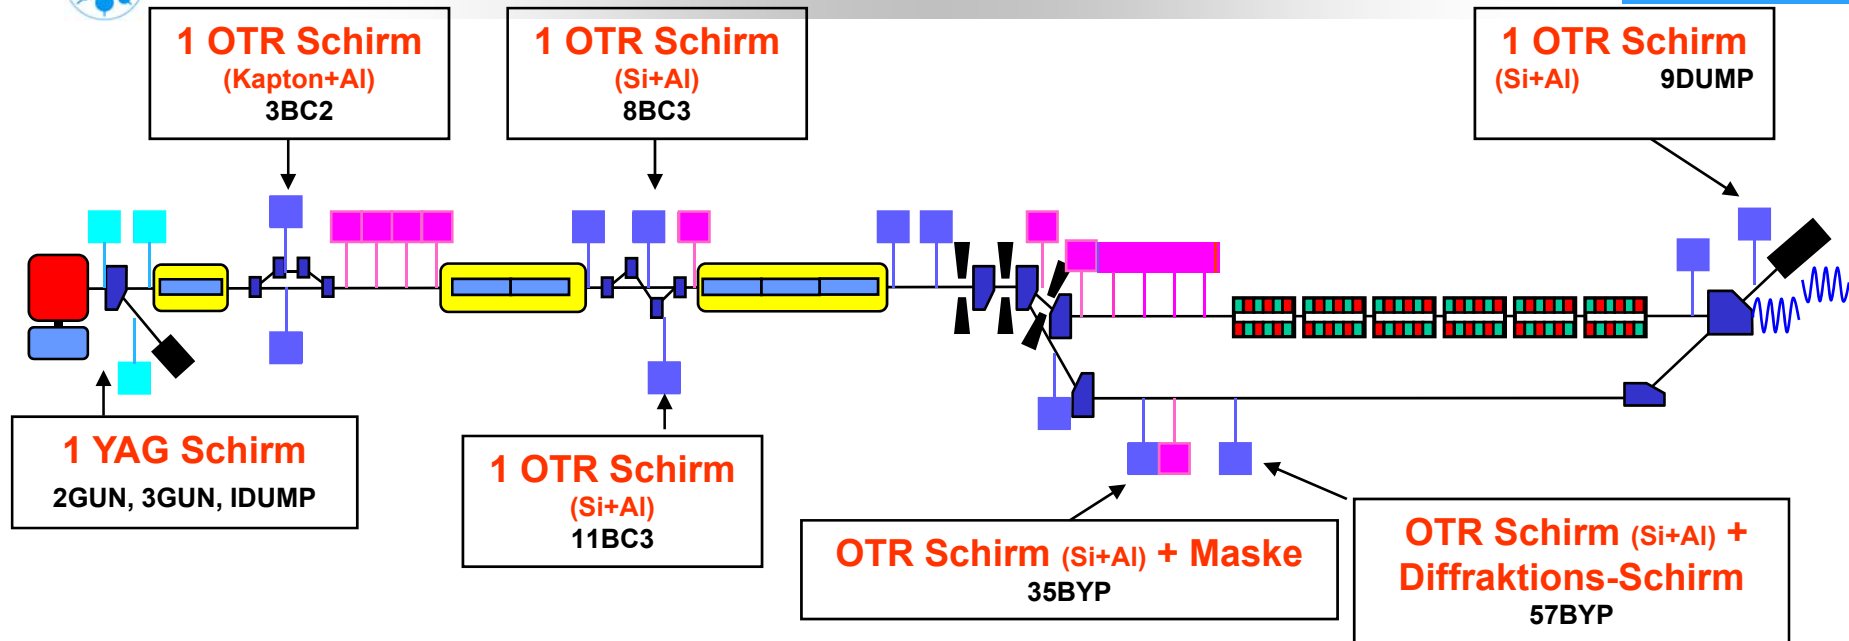 1 OTR Schirm
(Kapton+Al)
3BC2
1 OTR Schirm
(Si+Al)
8BC3
1 OTR Schirm
(Si+Al) 9DUMP
1 YAG Schirm
2GUN, 3GUN, IDUMP
1 OTR Schirm
(Si+Al)
11BC3
OTR Schirm (Si+Al) + Maske
35BYP
OTR Schirm (Si+Al) +
Diffraktions-Schirm
57BYP